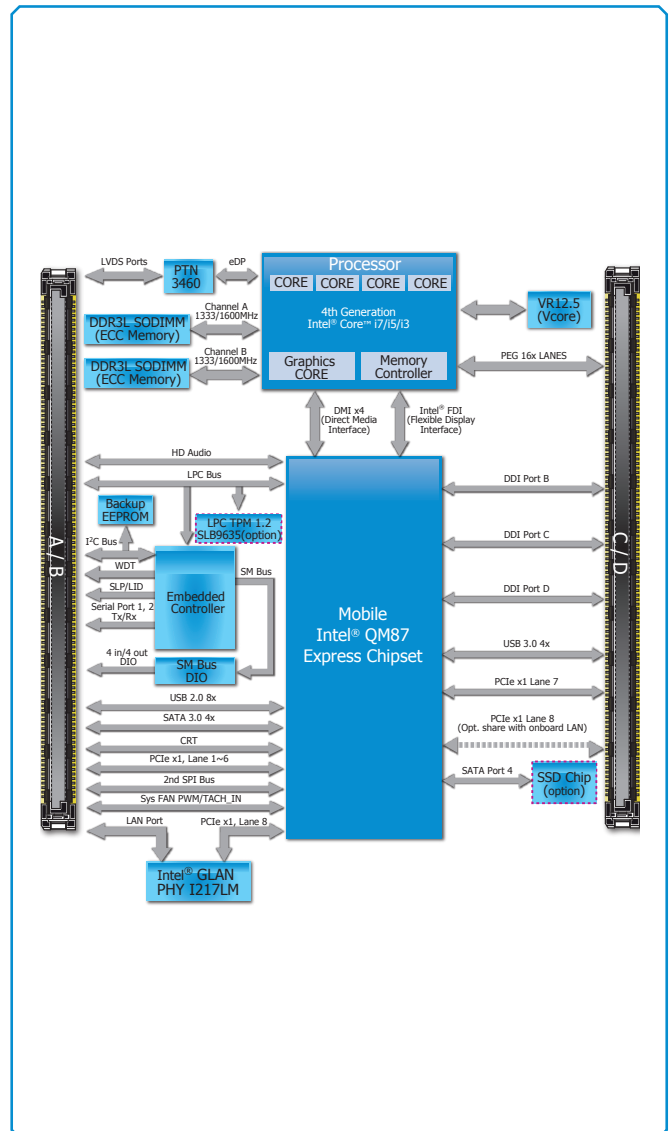 Processor
CORE CORE CORE CORE
4th Generation
Intel® Core™ i7/i5/i3
Graphics
CORE
Memory
Controller
LVDS Ports
PTN
3460
eDP
DDR3L SODIMM
(ECC Memory)
Channel A
1333/1600MHz
DDR3L SODIMM
(ECC Memory)
Channel B
1333/1600MHz
VR12.5
(Vcore)
PEG 16x LANES
DMI x4
(Direct Media
Interface)
Intel® FDI
(Flexible Display
Interface)
A / B
C / D
HD Audio
LPC Bus
Backup
EEPROM
LPC TPM 1.2
SLB9635(option)
I²C Bus
WDT
SLP/LID
Serial Port 1, 2
Tx/Rx
Embedded
Controller
SM Bus
4 in/4 out
DIO
SM Bus
DIO
Mobile
Intel® QM87
Express Chipset
USB 2.0 8x
SATA 3.0 4x
CRT
PCIe x1, Lane 1~6
2nd SPI Bus
Sys FAN PWM/TACH_IN
LAN Port
PCIe x1, Lane 8
Intel® GLAN
PHY I217LM
DDI Port B
DDI Port C
DDI Port D
USB 3.0 4x
PCIe x1 Lane 7
PCIe x1 Lane 8
(Opt. share with onboard LAN)
SATA Port 4
SSD Chip
(option)